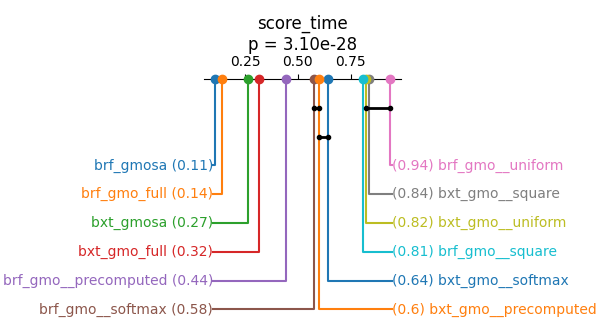 score_time
p = 3.10e-28
0.25 0.50 0.75
brf_gmosa (0.11) (0.94) brf_gmo__uniform
brf_gmo_full (0.14) (0.84) bxt_gmo__square
bxt_gmosa (0.27) (0.82) bxt_gmo__uniform
bxt_gmo_full (0.32) (0.81) brf_gmo__square
brf_gmo__precomputed (0.44) (0.64) bxt_gmo__softmax
brf_gmo__softmax (0.58) (0.6) bxt_gmo__precomputed